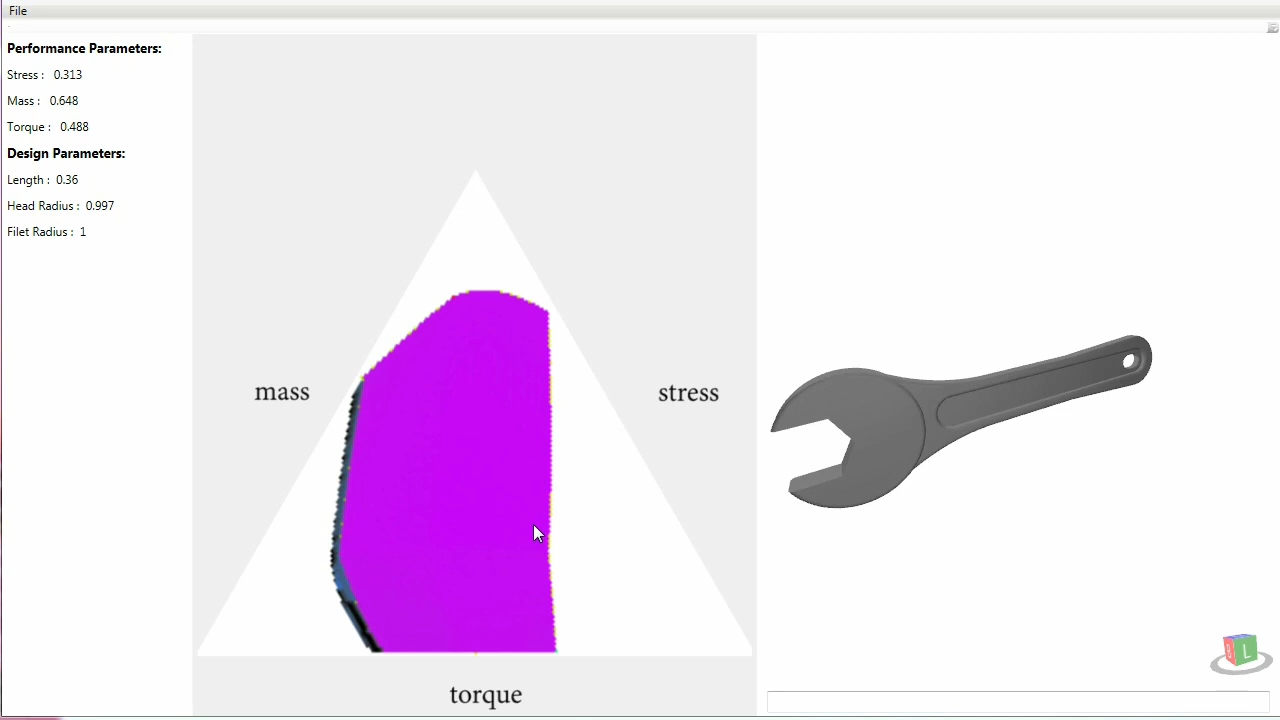 File
Performance Parameters:
Stress : 0.313
Mass : 0.648
Torque : 0.488
Design Parameters:
Length : 0.36
Head Radius : 0.997
Filet Radius : 1
mass
stress
torque
L